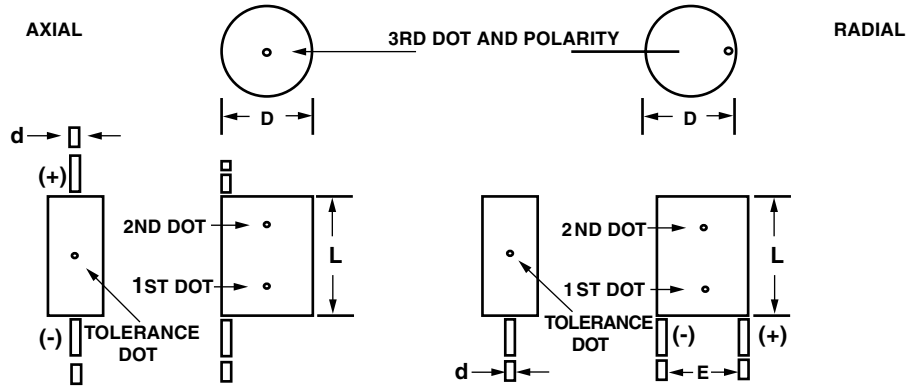 AXIAL
3RD DOT AND POLARITY
RADIAL
D
D
d
(+)
2ND DOT
L
1ST DOT
(-)
TOLERANCE
DOT
2ND DOT
L
1ST DOT
TOLERANCE
DOT
(-)
(+)
d
E